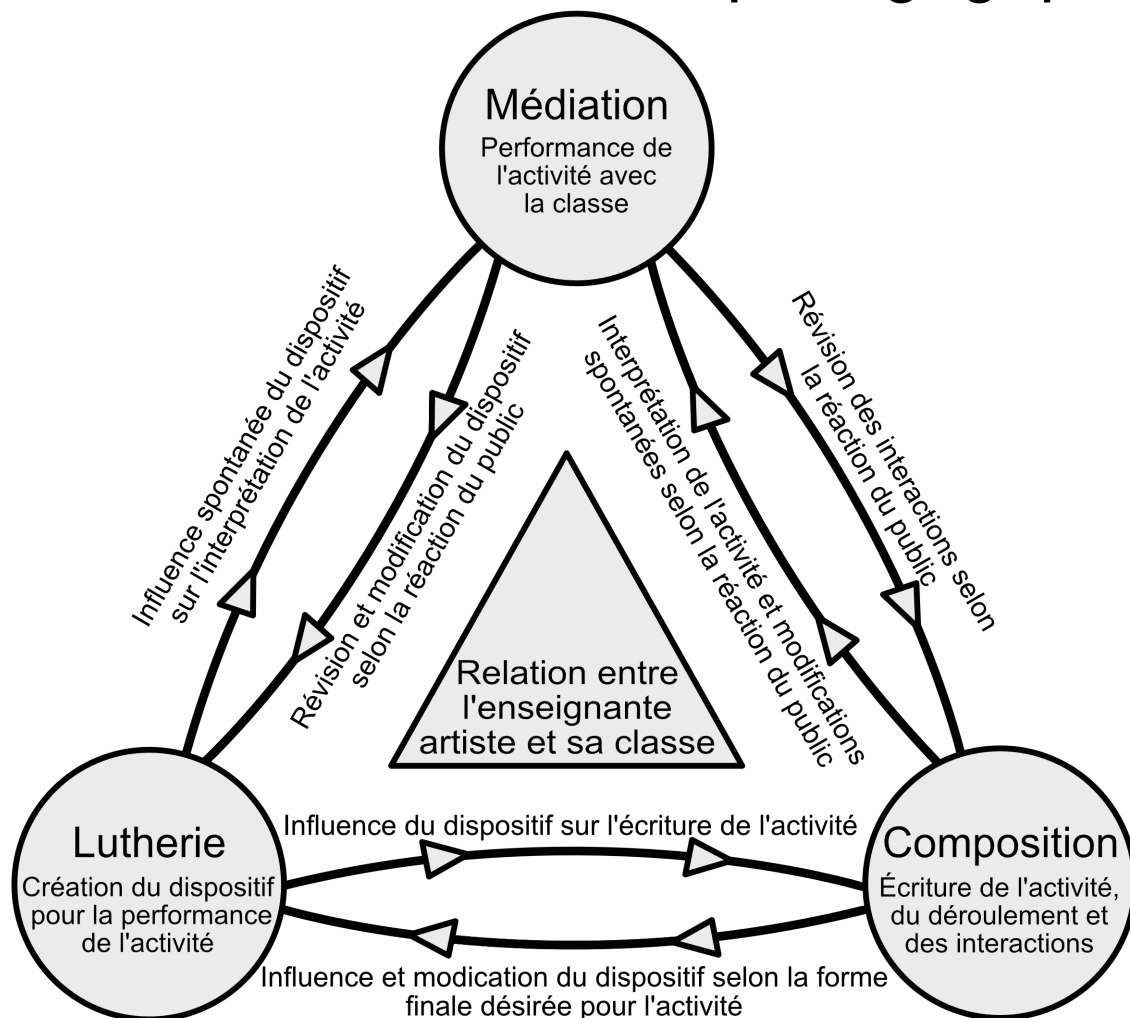 Médiation
Performance de
l'activité avec
la classe
Influence spontanée du dispositif
sur l'interprétation de l'activité
Révision et modification du dispositif
selon la réaction du public
Interprétation de l'activité et modifications
spontanées selon la réaction du public
Révision des interactions selon
la réaction du public
Relation entre
l'enseignante
artiste et sa classe
Lutherie
Création du dispositif
pour la performance
de l'activité
Influence du dispositif sur l'écriture de l'activité
Composition
Écriture de l'activité,
du déroulement et
des interactions
Influence et modication du dispositif selon la forme
finale désirée pour l'activité